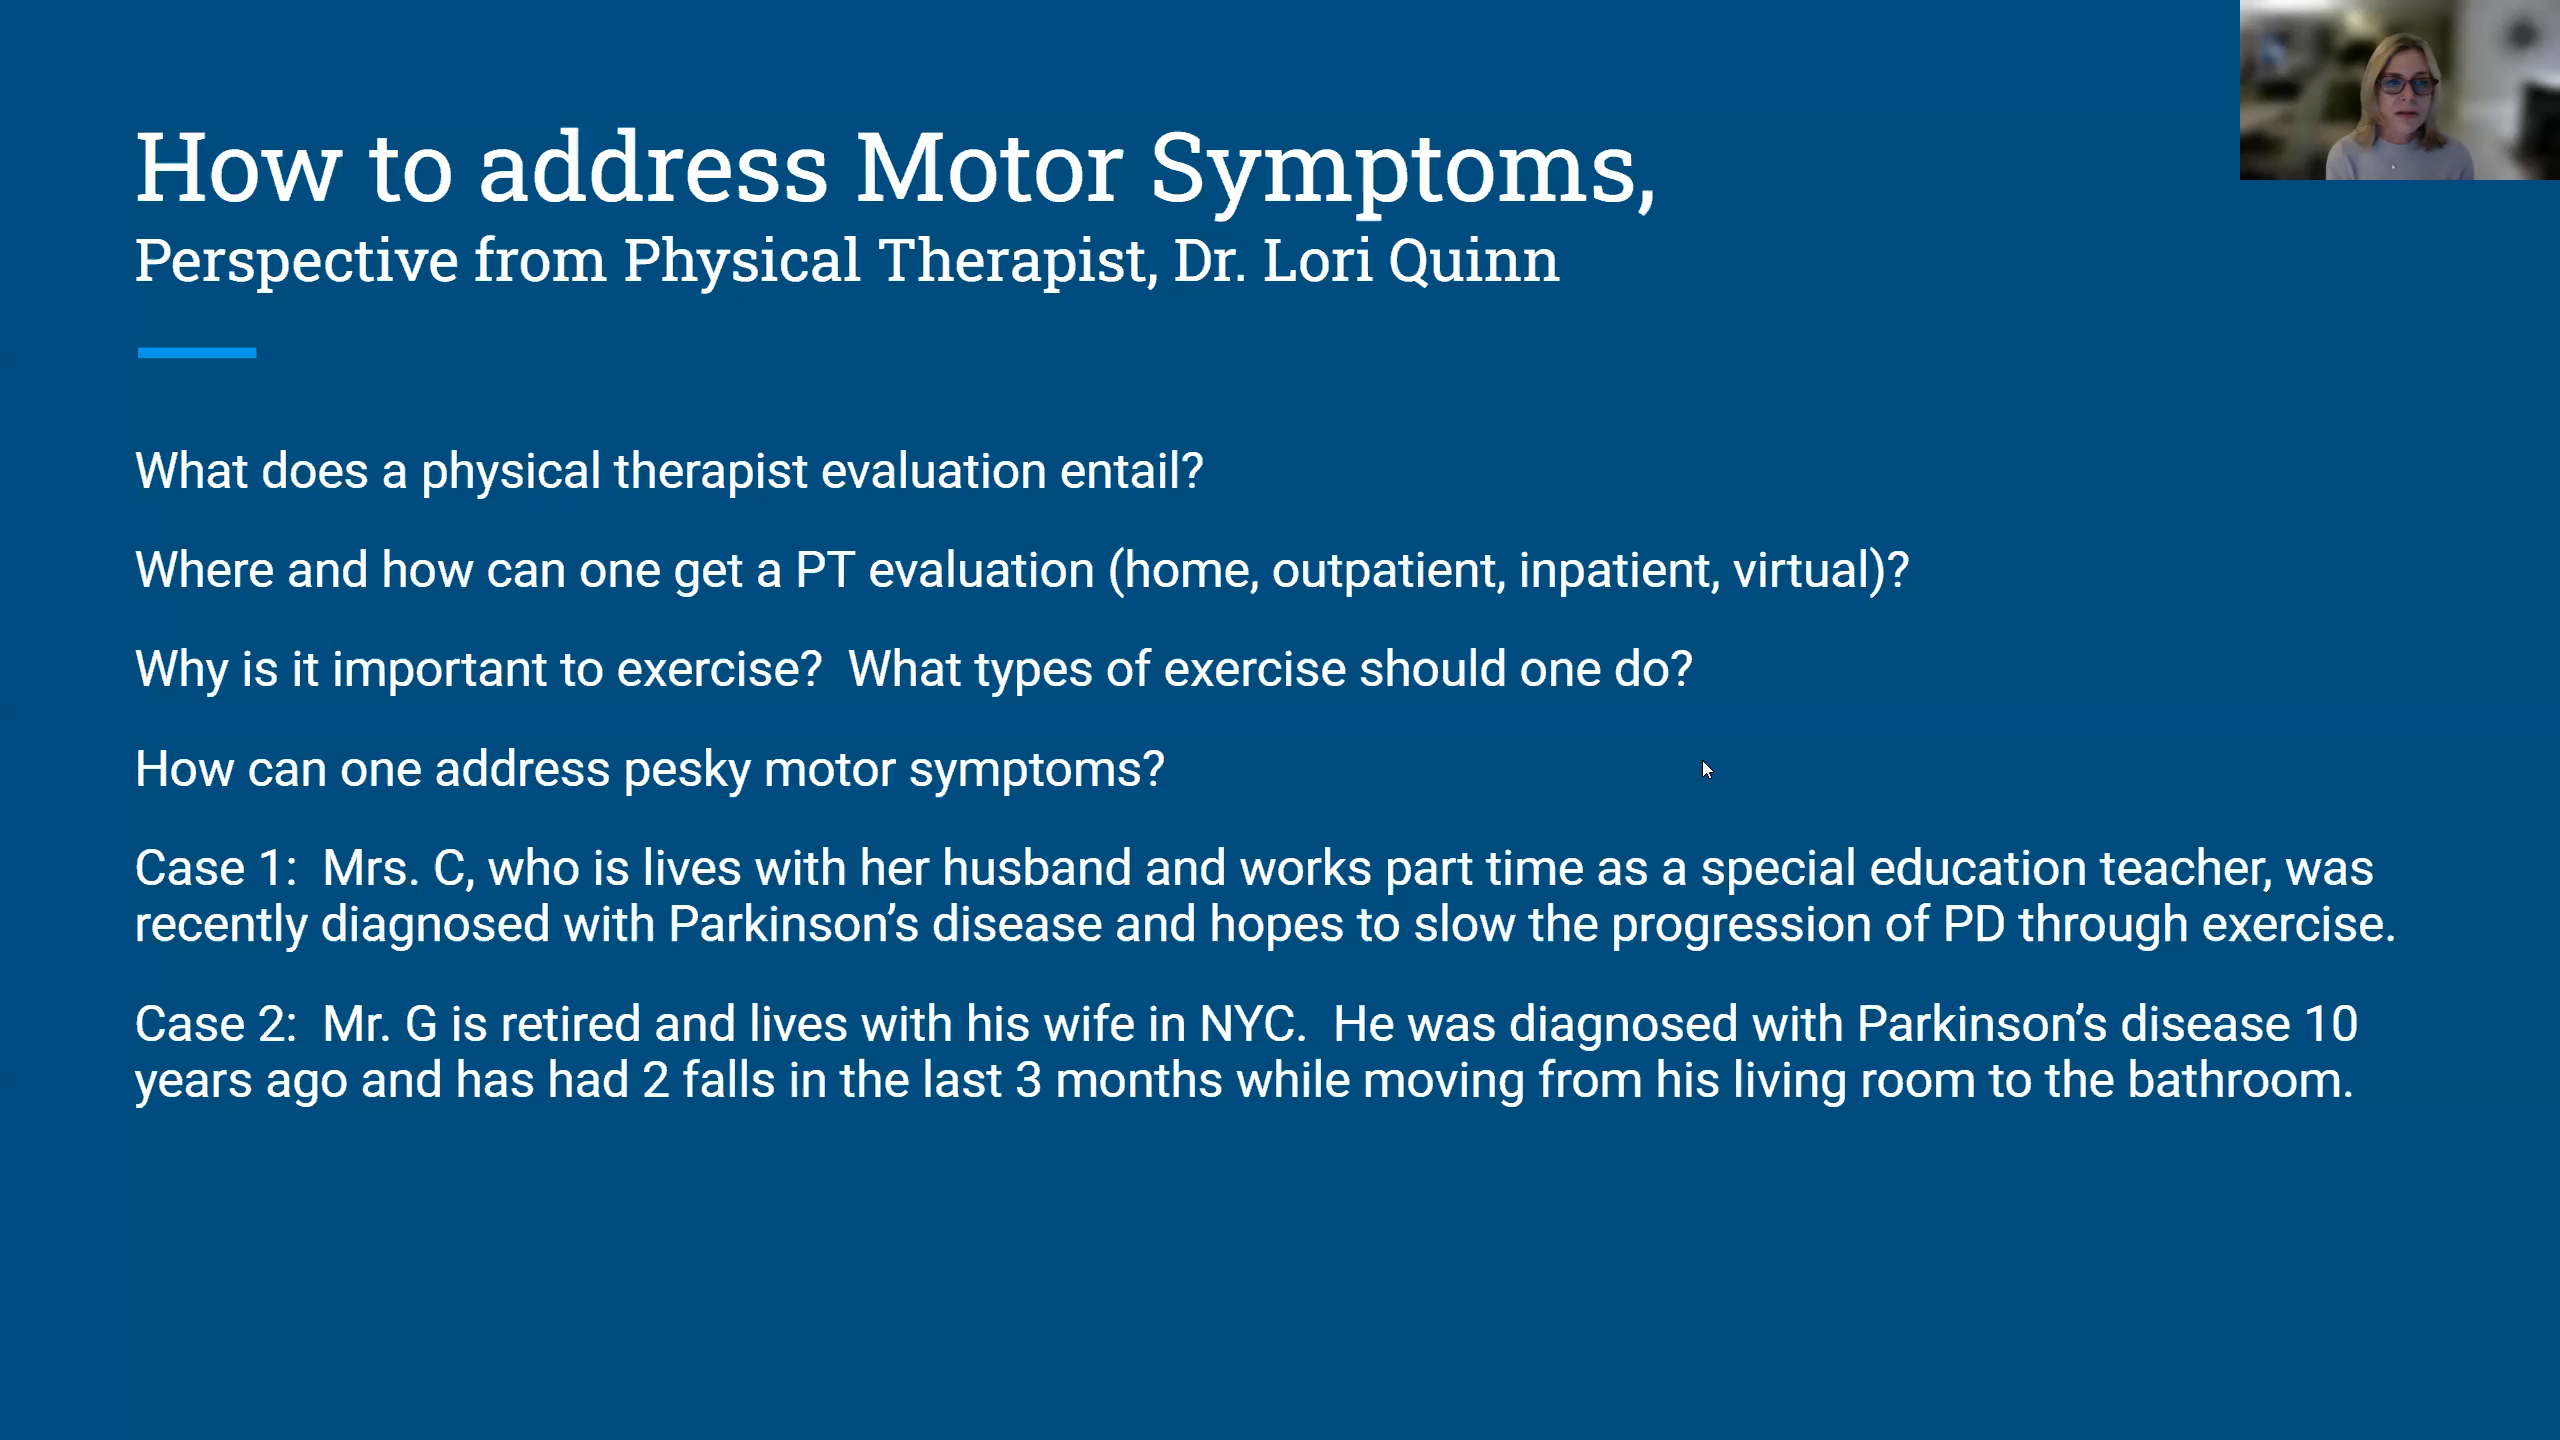 How to address Motor Symptoms,
Perspective from Physical Therapist, Dr. Lori Quinn
What does a physical therapist evaluation entail?
Where and how can one get a PT evaluation (home, outpatient, inpatient, virtual)?
Why is it important to exercise?  What types of exercise should one do?
How can one address pesky motor symptoms?
Case 1:  Mrs. C, who is lives with her husband and works part time as a special education teacher, was
recently diagnosed with Parkinson’s disease and hopes to slow the progression of PD through exercise.
Case 2:  Mr. G is retired and lives with his wife in NYC.  He was diagnosed with Parkinson’s disease 10
years ago and has had 2 falls in the last 3 months while moving from his living room to the bathroom.